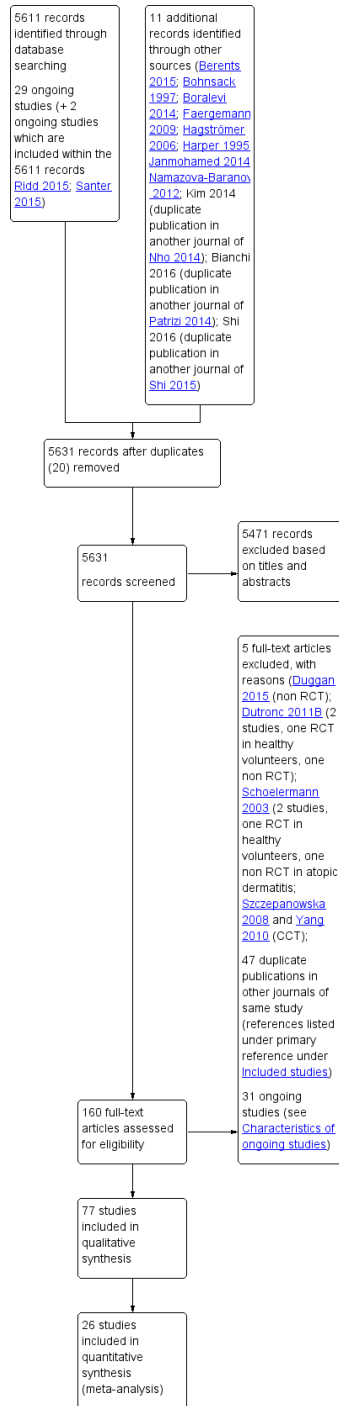 5611 records
identified through
database
searching
29 ongoing
studies (+ 2
ongoing studies
which are
included within the
5611 records
Ridd 2015; Santer
2015)
11 additional
records identified
through other
sources (Berents
2015; Bohnsack
1997; Boralevi
2014; Faergemann
2009; Hagströmer
2006; Harper 1995
Janmohamed 2014
Namazova-Baranov
2012; Kim 2014
(duplicate
publication in
another journal of
Nho 2014); Bianchi
2016 (duplicate
publication in
another journal of
Patrizi 2014); Shi
2016 (duplicate
publication in
another journal of
Shi 2015)
5631 records after duplicates
(20) removed
5631
records screened
5471 records
excluded based
on titles and
abstracts
5 full-text articles
excluded, with
reasons (Duggan
2015 (non RCT);
Dutronc 2011B (2
studies, one RCT
in healthy
volunteers, one
non RCT);
Schoelermann
2003 (2 studies,
one RCT in
healthy
volunteers, one
non RCT in atopic
dermatitis;
Szczepanowska
2008 and Yang
2010 (CCT);
47 duplicate
publications in
other journals of
same study
(references listed
under primary
reference under
Included studies)
31 ongoing
studies (see
Characteristics of
ongoing studies)
160 full-text
articles assessed
for eligibility
77 studies
included in
qualitative
synthesis
26 studies
included in
quantitative
synthesis
(meta-analysis)